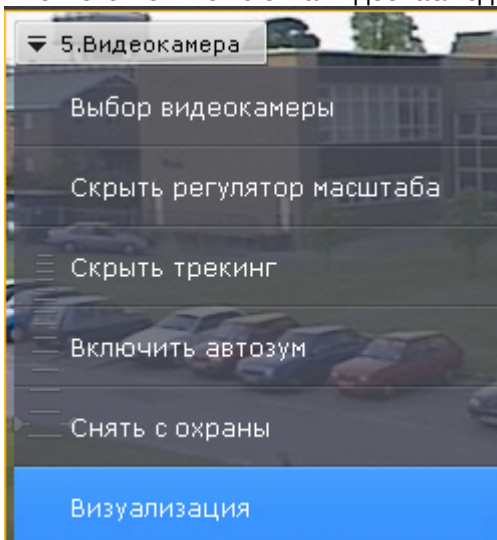 5.Видеокамера
Выбор видеокамеры
Скрыть регулятор масштаба
Скрыть трекинг
Включить автозум
Снять с охраны
Визуализация